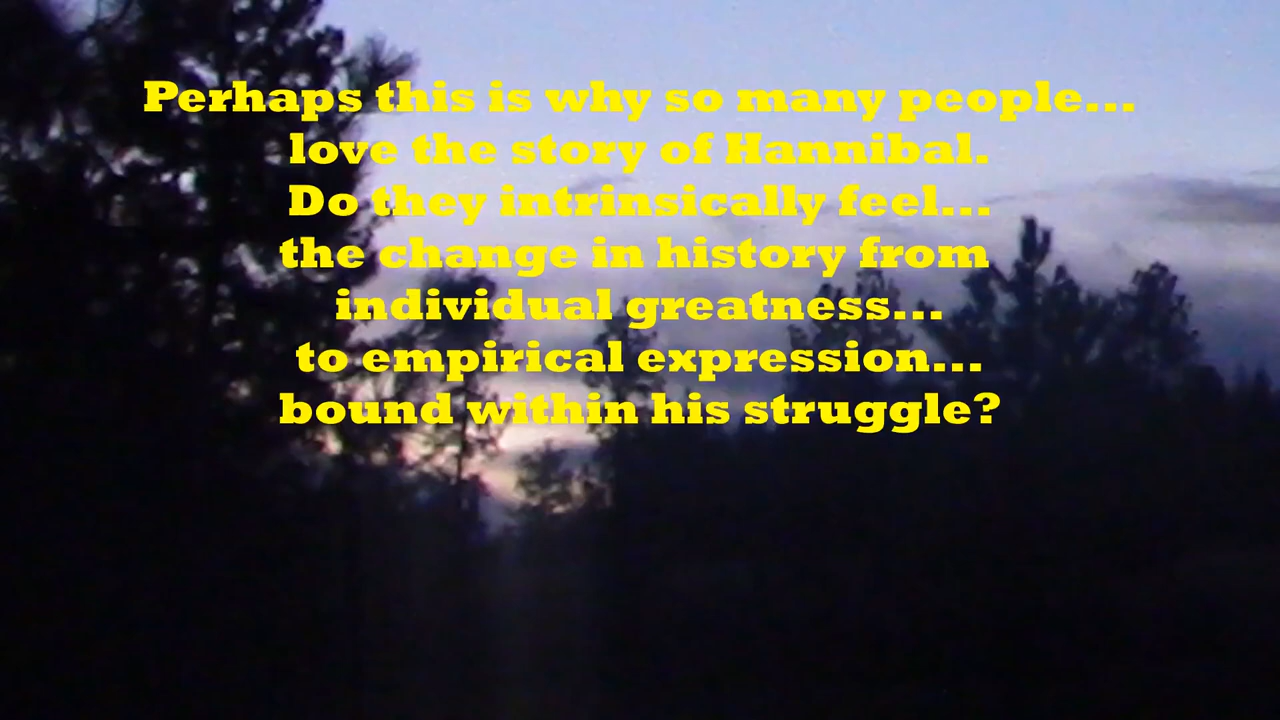 Perhaps this is why so many people...
love the story of Hannibal.
Do they intrinsically feel...
the change in history from
individual greatness...
to empirical expression...
bound within his struggle?